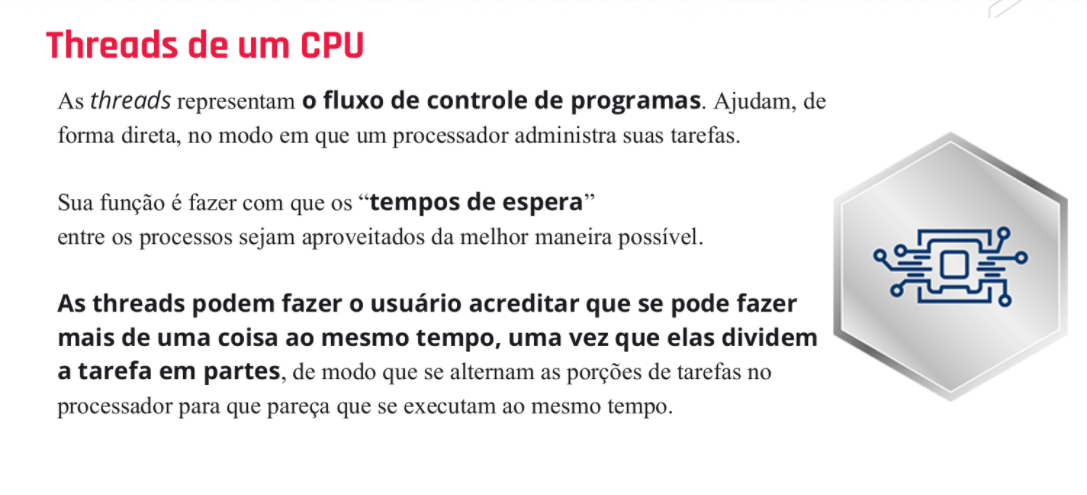 Threads de um CPU
As threads representam o fluxo de controle de programas. Ajudam, de
forma direta, no modo em que um processador administra suas tarefas.
Sua função é fazer com que os “tempos de espera”
entre os processos sejam aproveitados da melhor maneira possível.
As threads podem fazer o usuário acreditar que se pode fazer
mais de uma coisa ao mesmo tempo, uma vez que elas dividem
a tarefa em partes, de modo que se alternam as porções de tarefas no
processador para que pareça que se executam ao mesmo tempo.